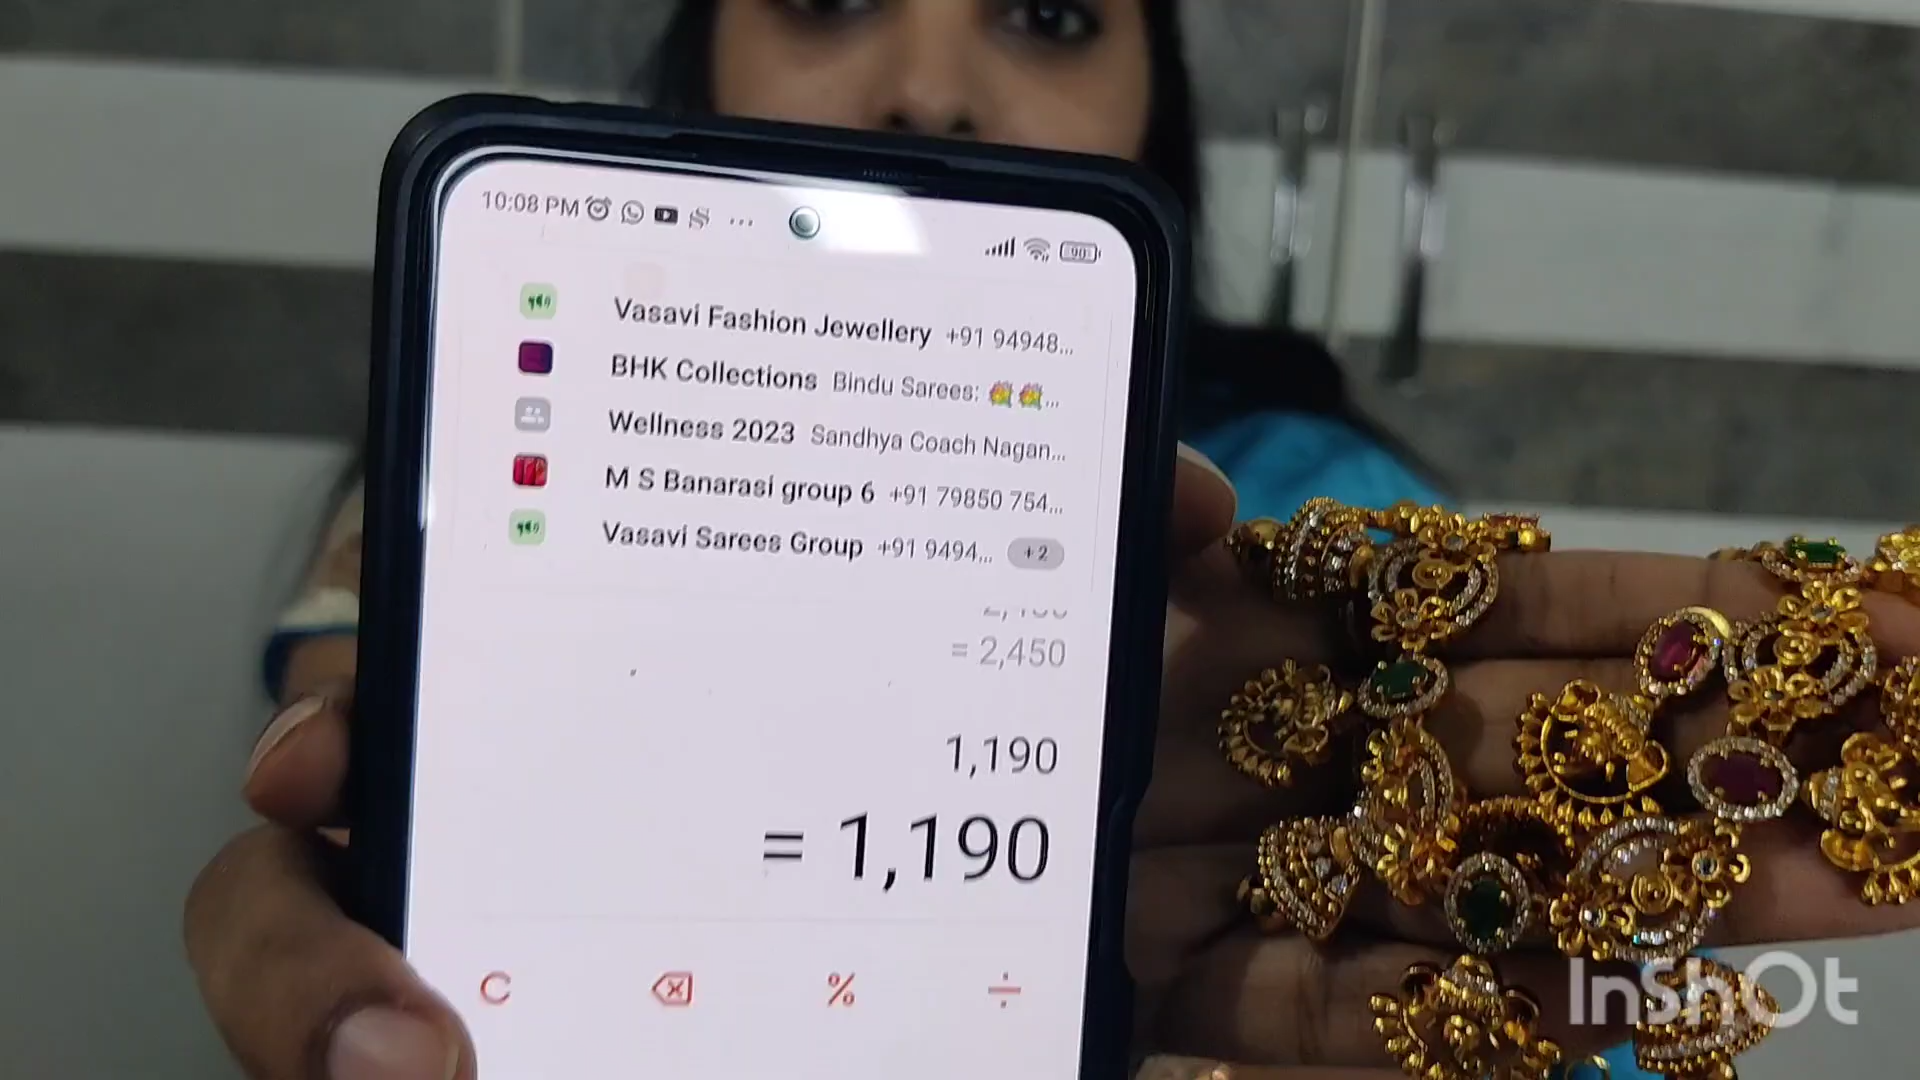 10:08 PM ... 90
Vasavi Fashion Jewellery +91 94948...
BHK Collections Bindu Sarees: 💐💐...
Wellness 2023 Sandhya Coach Nagan...
M S Banarasi group 6 +91 79850 754...
Vasavi Sarees Group +91 9494... +2
= 2,450
1,190
= 1,190
C % ÷
InShOt